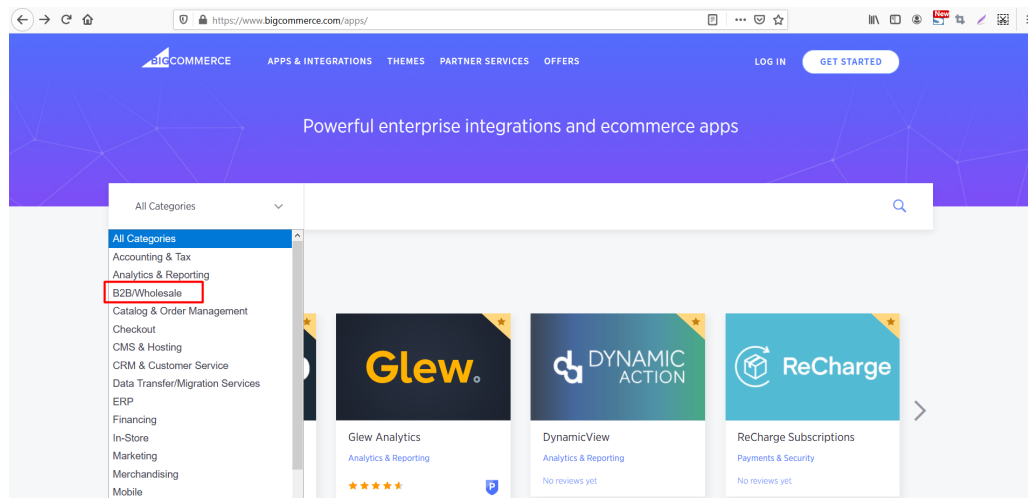 https://www.bigcommerce.com/apps/
New
BIGCOMMERCE APPS & INTEGRATIONS THEMES PARTNER SERVICES OFFERS LOG IN GET STARTED
Powerful enterprise integrations and ecommerce apps
All Categories
All Categories
Accounting & Tax
Analytics & Reporting
B2B/Wholesale
Catalog & Order Management
Checkout
CMS & Hosting
CRM & Customer Service
Data Transfer/Migration Services
ERP
Financing
In-Store
Marketing
Merchandising
Mobile
Glew.
Glew Analytics
Analytics & Reporting
P
da DYNAMIC
ACTION
DynamicView
Analytics & Reporting
No reviews yet
ReCharge
ReCharge Subscriptions
Payments & Security
No reviews yet